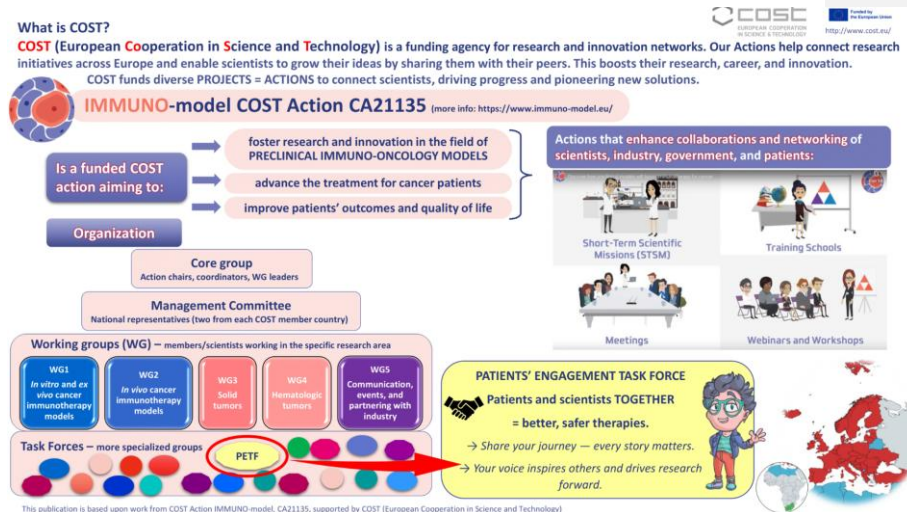 What is COST?
COST
EUROPEAN COOPERATION
IN SCIENCE & TECHNOLOGY
Funded by
the European Union
http://www.cost.eu/
COST (European Cooperation in Science and Technology) is a funding agency for research and innovation networks. Our Actions help connect research
initiatives across Europe and enable scientists to grow their ideas by sharing them with their peers. This boosts their research, career, and innovation.
COST funds diverse PROJECTS = ACTIONS to connect scientists, driving progress and pioneering new solutions.
IMMUNO-model COST Action CA21135 (more info: https://www.immuno-model.eu/
Is a funded COST
action aiming to:
foster research and innovation in the field of
PRECLINICAL IMMUNO-ONCOLOGY MODELS
advance the treatment for cancer patients
improve patients' outcomes and quality of life
Actions that enhance collaborations and networking of
scientists, industry, government, and patients:
Short-Term Scientific
Missions (STSM)
Training Schools
Meetings
Webinars and Workshops
Organization
Core group
Action chairs, coordinators, WG leaders
Management Committee
National representatives (two from each COST member country)
Working groups (WG) – members/scientists working in the specific research area
WG1
In vitro and ex
vivo cancer
immunotherapy
models
WG2
In vivo cancer
immunotherapy
models
WG3
Solid
tumors
WG4
Hematologic
tumors
WG5
Communication,
events, and
partnering with
industry
Task Forces – more specialized groups
PETF
PATIENTS' ENGAGEMENT TASK FORCE
Patients and scientists TOGETHER
= better, safer therapies.
→ Share your journey — every story matters.
→ Your voice inspires others and drives research
forward.
This publication is based upon work from COST Action IMMUNO-model, CA21135, supported by COST (European Cooperation in Science and Technology)